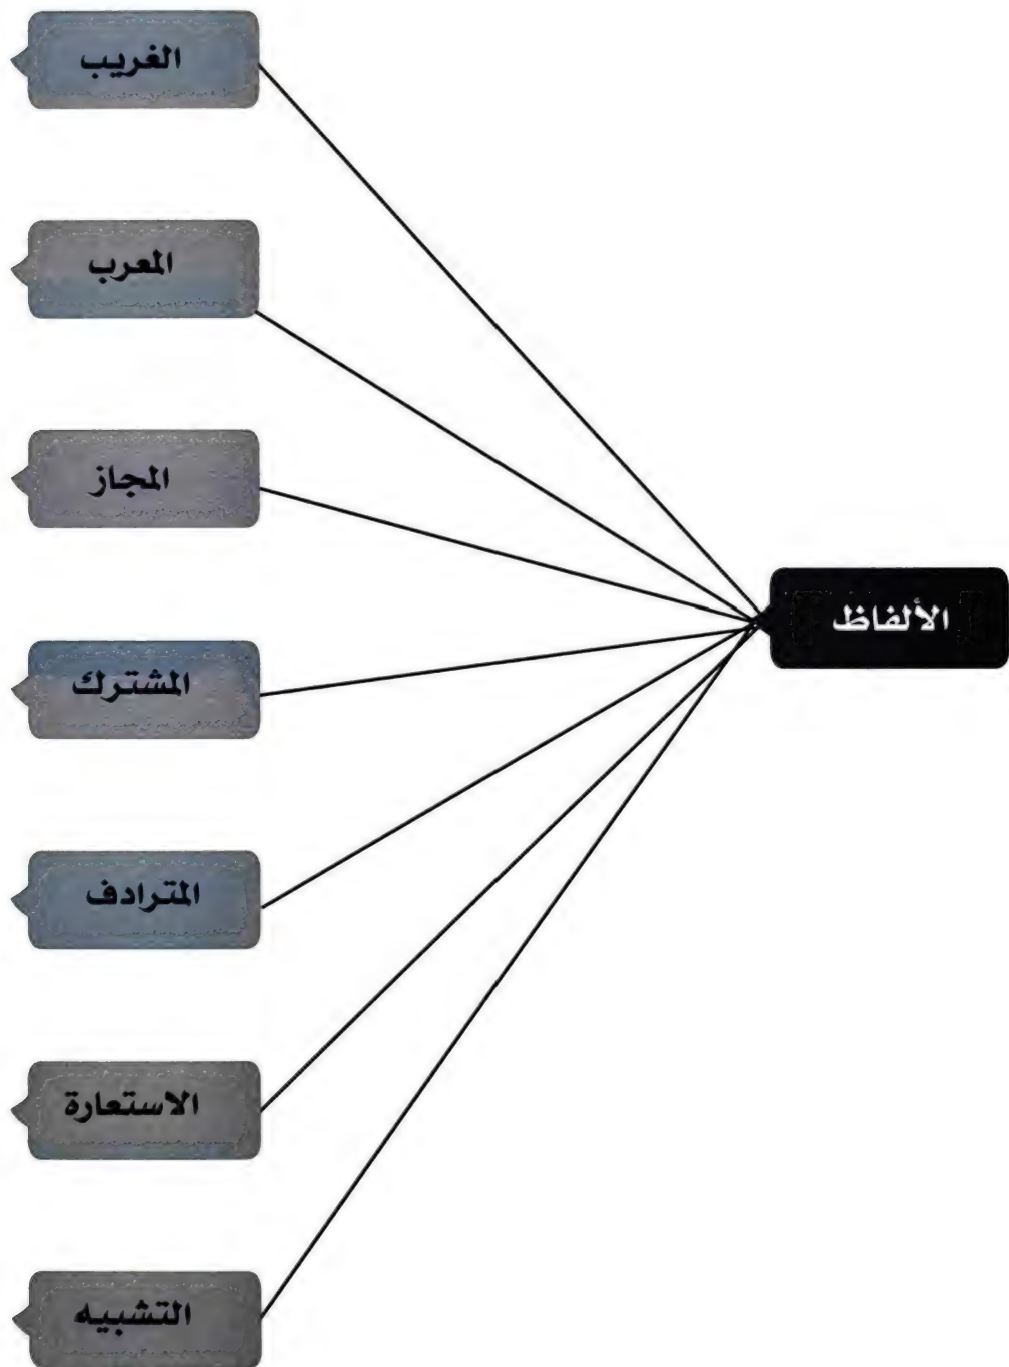 الألفاظ
الغريب
المعرب
المجاز
المشترك
المترادف
الاستعارة
التشبيه